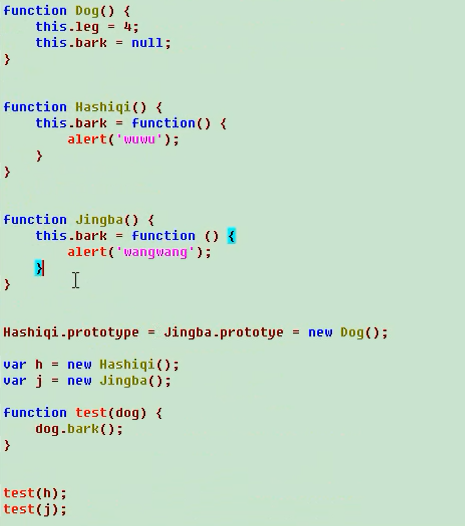 function Dog() {
    this.leg = 4;
    this.bark = null;
}
function Hashiqi() {
    this.bark = function() {
        alert('wuwu');
    }
}
function Jingba() {
    this.bark = function () {
        alert('wangwang');
    }
}
Hashiqi.prototype = Jingba.protoye = new Dog();
var h = new Hashiqi();
var j = new Jingba();
function test(dog) {
    dog.bark();
}
test(h);
test(j);